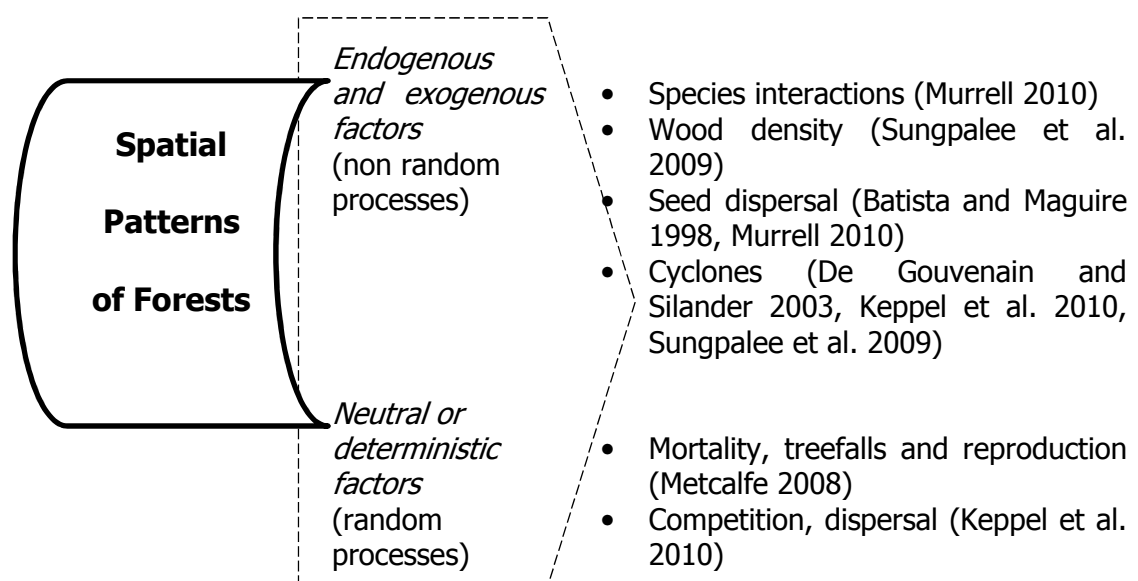 Spatial
Patterns
of Forests
Endogenous
and exogenous
factors
(non random
processes)
• Species interactions (Murrell 2010)
• Wood density (Sungpalee et al.
2009)
• Seed dispersal (Batista and Maguire
1998, Murrell 2010)
• Cyclones (De Gouvenain and
Silander 2003, Keppel et al. 2010,
Sungpalee et al. 2009)
Neutral or
deterministic
factors
(random
processes)
• Mortality, treefalls and reproduction
(Metcalfe 2008)
• Competition, dispersal (Keppel et al.
2010)